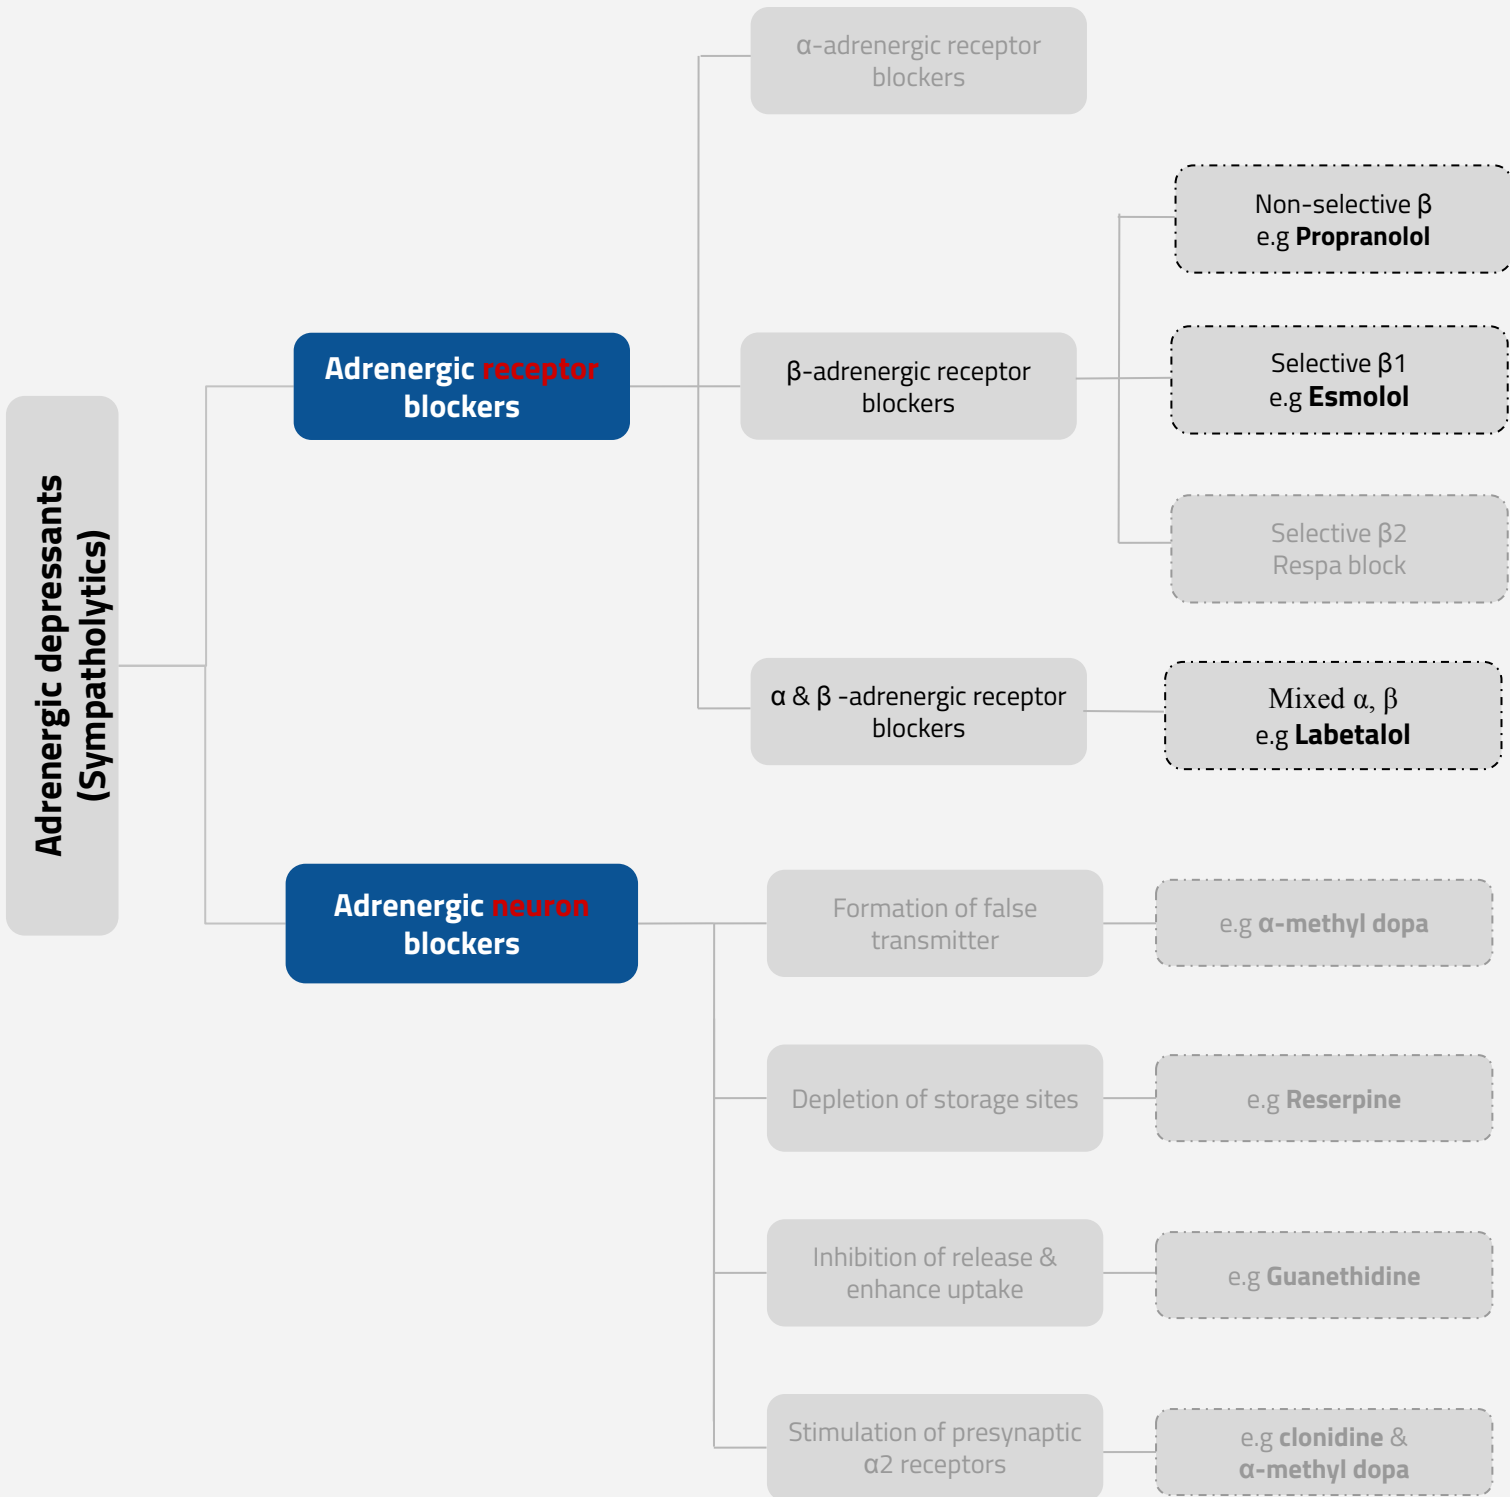 Adrenergic depressants
(Sympatholytics)
Adrenergic receptor
blockers
α-adrenergic receptor
blockers
β-adrenergic receptor
blockers
Non-selective β
e.g Propranolol
Selective β1
e.g Esmolol
Selective β2
Respa block
α & β -adrenergic receptor
blockers
Mixed α, β
e.g Labetalol
Adrenergic neuron
blockers
Formation of false
transmitter
e.g α-methyl dopa
Depletion of storage sites
e.g Reserpine
Inhibition of release &
enhance uptake
e.g Guanethidine
Stimulation of presynaptic
α2 receptors
e.g clonidine &
α-methyl dopa